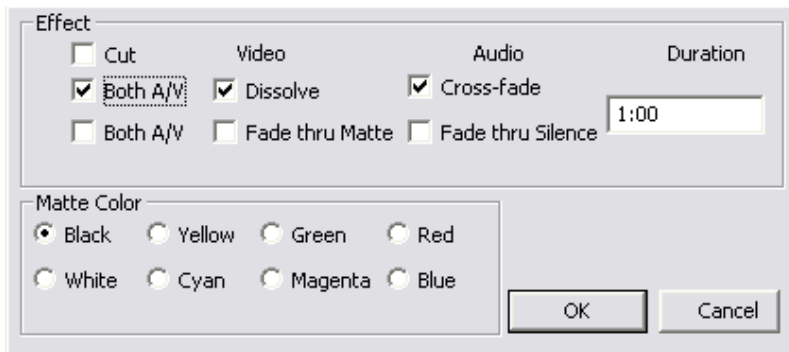 Effect
Cut Video Audio Duration
Both A/V Dissolve Cross-fade 1:00
Both A/V Fade thru Matte Fade thru Silence
Matte Color
Black Yellow Green Red
White Cyan Magenta Blue
OK Cancel